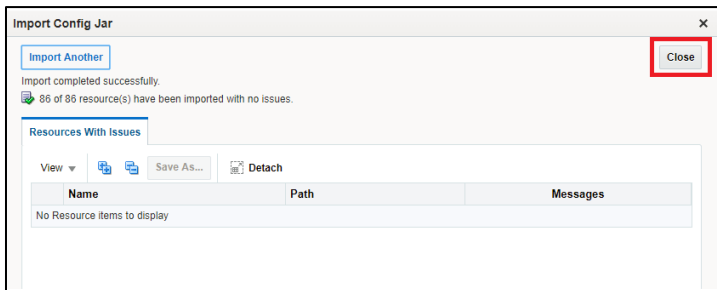 Import Config Jar
Import Another
Close
Import completed successfully.
86 of 86 resource(s) have been imported with no issues.
Resources With Issues
View Save As... Detach
Name Path Messages
No Resource items to display